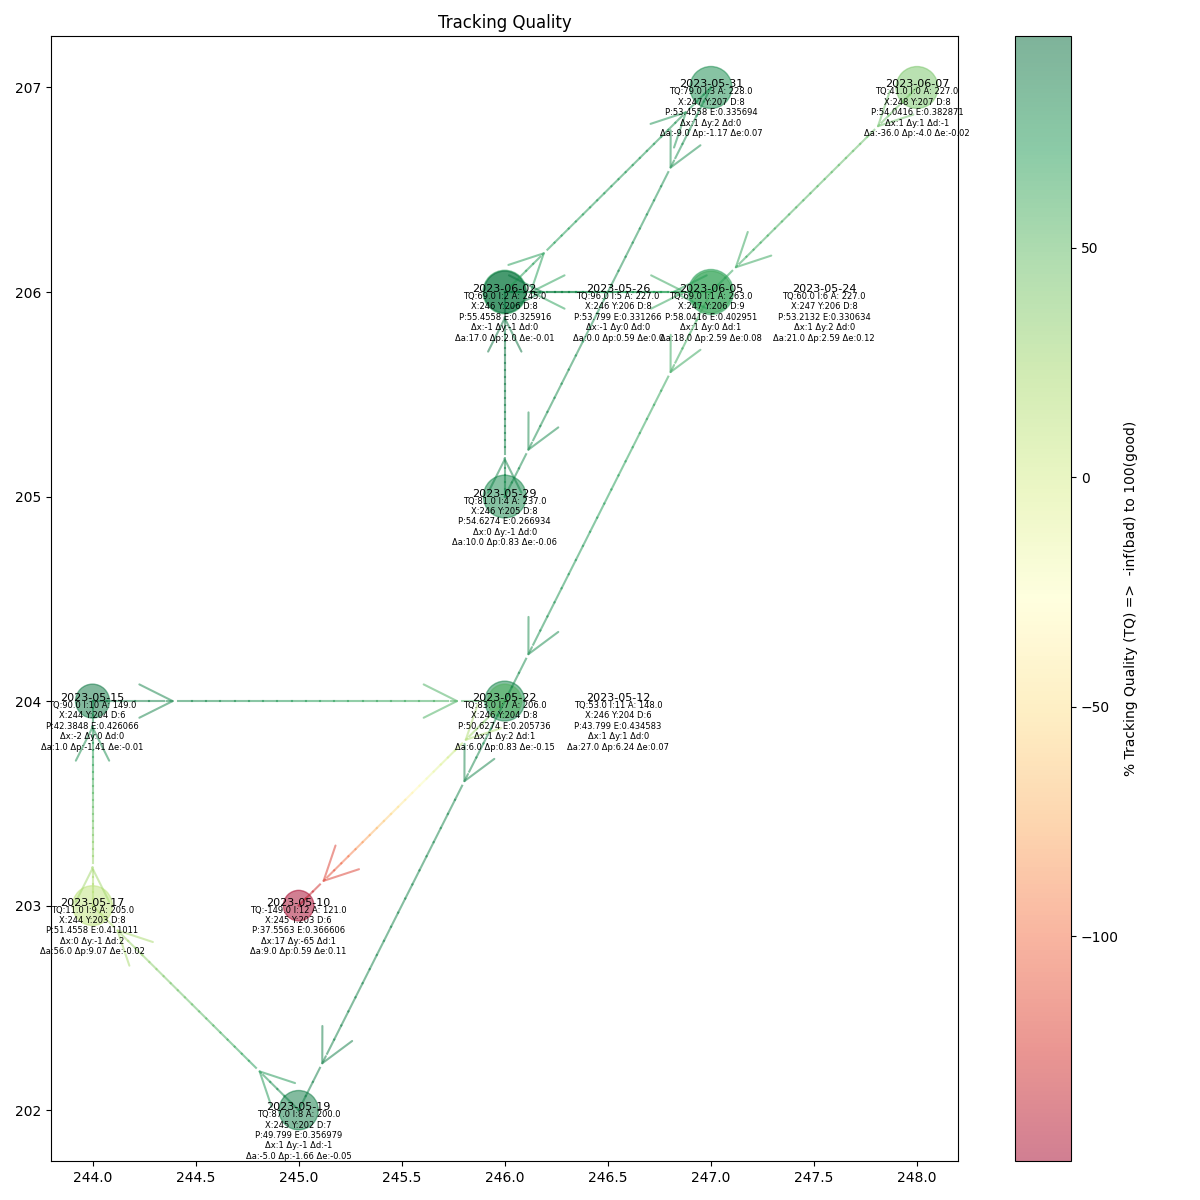 Tracking Quality
207
206
205
204
203
202
244.0
244.5
245.0
245.5
246.0
246.5
247.0
247.5
248.0
2023-05-31
TQ:79.0 I:3 A: 228.0
X:247 Y:207 D:8
P:53.4558 E:0.335694
Δx:1 Δy:2 Δd:0
Δa:-9.0 Δp:-1.17 Δe:0.07
2023-06-07
TQ:41.0 I:0 A: 227.0
X:248 Y:207 D:8
P:54.0416 E:0.382871
Δx:1 Δy:1 Δd:-1
Δa:-36.0 Δp:-4.0 Δe:-0.02
2023-06-02
TQ:69.0 I:2 A: 245.0
X:246 Y:206 D:8
P:55.4558 E:0.325916
Δx:-1 Δy:-1 Δd:0
Δa:17.0 Δp:2.0 Δe:-0.01
2023-05-26
TQ:96.0 I:5 A: 227.0
X:246 Y:206 D:8
P:53.799 E:0.331266
Δx:-1 Δy:0 Δd:0
Δa:0.0 Δp:0.59 Δe:0.0
2023-06-05
TQ:69.0 I:1 A: 263.0
X:247 Y:206 D:9
P:58.0416 E:0.402951
Δx:1 Δy:0 Δd:1
Δa:18.0 Δp:2.59 Δe:0.08
2023-05-24
TQ:60.0 I:6 A: 227.0
X:247 Y:206 D:8
P:53.2132 E:0.330634
Δx:1 Δy:2 Δd:0
Δa:21.0 Δp:2.59 Δe:0.12
2023-05-29
TQ:81.0 I:4 A: 237.0
X:246 Y:205 D:8
P:54.6274 E:0.266934
Δx:0 Δy:-1 Δd:0
Δa:10.0 Δp:0.83 Δe:-0.06
2023-05-15
TQ:90.0 I:10 A: 149.0
X:244 Y:204 D:6
P:42.3848 E:0.426066
Δx:-2 Δy:0 Δd:0
Δa:1.0 Δp:-1.41 Δe:-0.01
2023-05-22
TQ:83.0 I:7 A: 206.0
X:246 Y:204 D:8
P:50.6274 E:0.205736
Δx:1 Δy:2 Δd:1
Δa:6.0 Δp:0.83 Δe:-0.15
2023-05-12
TQ:53.0 I:11 A: 148.0
X:246 Y:204 D:6
P:43.799 E:0.434583
Δx:1 Δy:1 Δd:0
Δa:27.0 Δp:6.24 Δe:0.07
2023-05-17
TQ:11.0 I:9 A: 205.0
X:244 Y:203 D:8
P:51.4558 E:0.411011
Δx:0 Δy:-1 Δd:2
Δa:56.0 Δp:9.07 Δe:-0.02
2023-05-10
TQ:-149.0 I:12 A: 121.0
X:245 Y:203 D:6
P:37.5563 E:0.366606
Δx:17 Δy:-65 Δd:1
Δa:9.0 Δp:0.59 Δe:0.11
2023-05-19
TQ:87.0 I:8 A: 200.0
X:245 Y:202 D:7
P:49.799 E:0.356979
Δx:1 Δy:-1 Δd:-1
Δa:-5.0 Δp:-1.66 Δe:-0.05
50
0
−50
−100
% Tracking Quality (TQ) => -inf(bad) to 100(good)